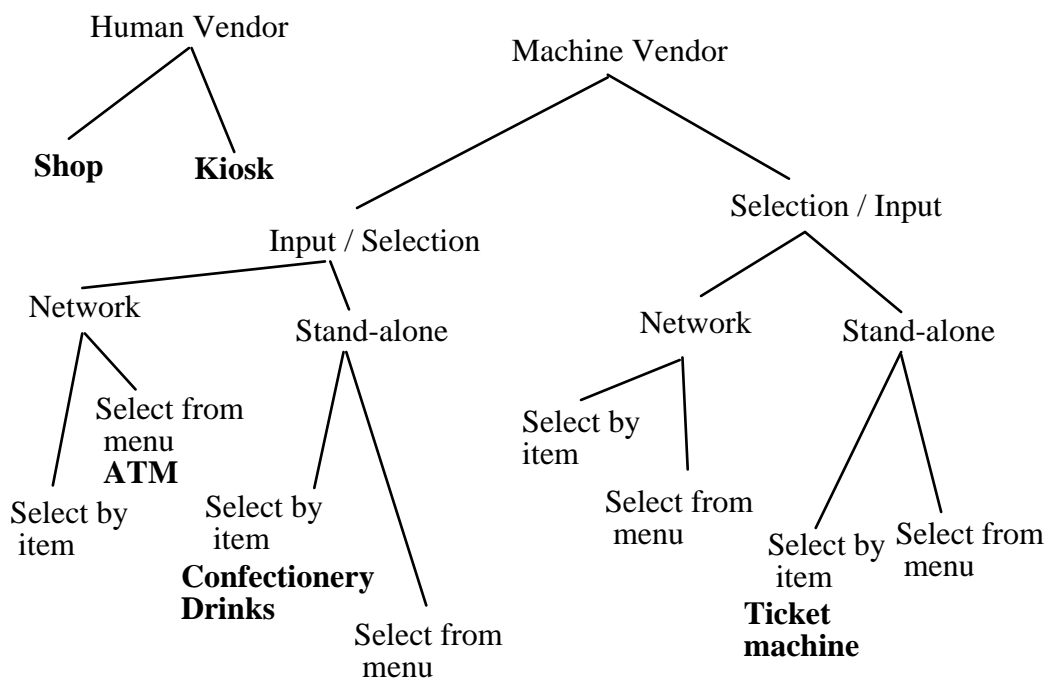 Human Vendor
Machine Vendor
Shop
Kiosk
Selection / Input
Input / Selection
Network
Stand-alone
Network
Stand-alone
Select from
menu
ATM
Select by
item
Select by
item
Confectionery
Drinks
Select from
menu
Select by
item
Select from
menu
Select by
item
Ticket
machine
Select from
menu